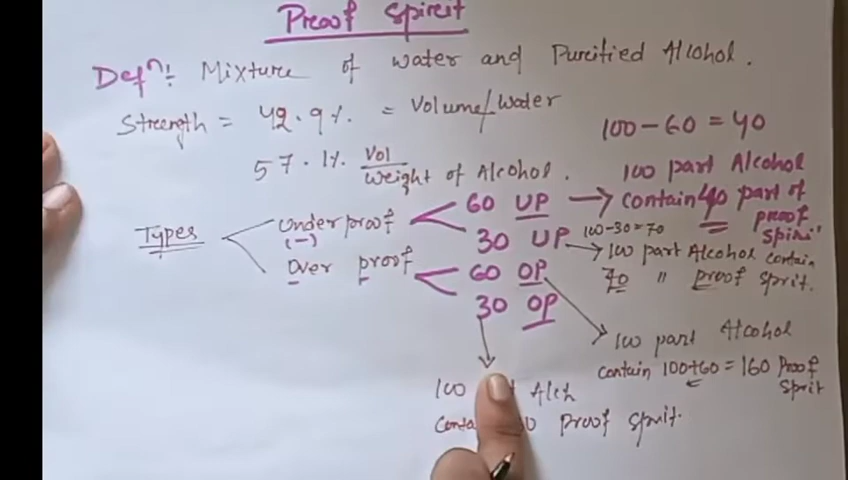 Proof Spirit
Defn: Mixture of water and Purified Alcohol.
Strength = 42.9%. = Volume/water
57.1%. Vol/Weight of Alcohol.
100-60 = 40
Types
Underproof
(-)
Over proof
60 UP
30 UP
60 OP
30 OP
100 part Alcohol
contain 40 part of
proof
spirit
100-30=70
100 part Alcohol contain
70 " proof sprit.
100 part Alcohol
contain 100+60 = 160 Proof
Sprit
100 Alch
0 proof sprit.